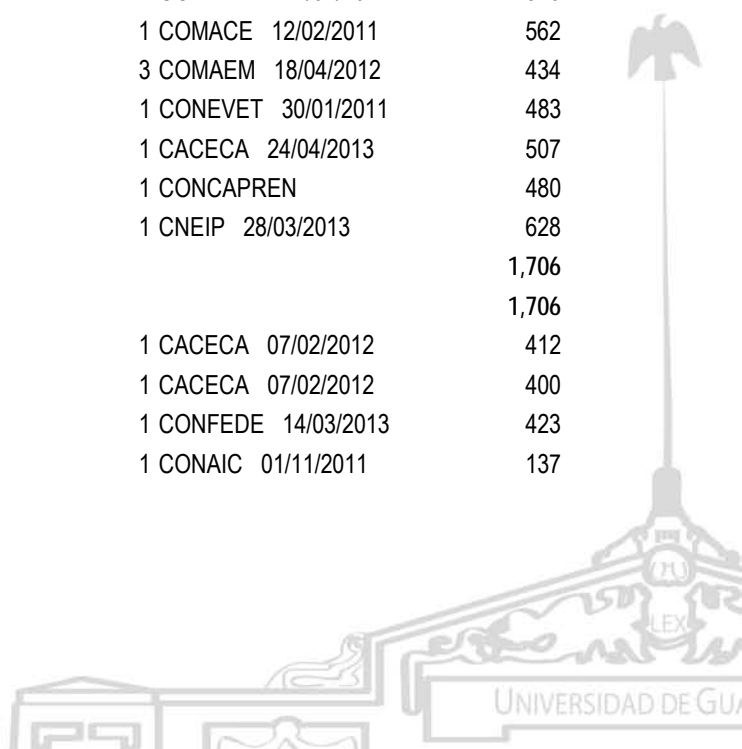 1 COMACE 12/02/2011 562
3 COMAEM 18/04/2012 434
1 CONEVET 30/01/2011 483
1 CACECA 24/04/2013 507
1 CONCAPREN 480
1 CNEIP 28/03/2013 628
1,706
1,706
1 CACECA 07/02/2012 412
1 CACECA 07/02/2012 400
1 CONFEDE 14/03/2013 423
1 CONAIC 01/11/2011 137
LEX
UNIVERSIDAD DE